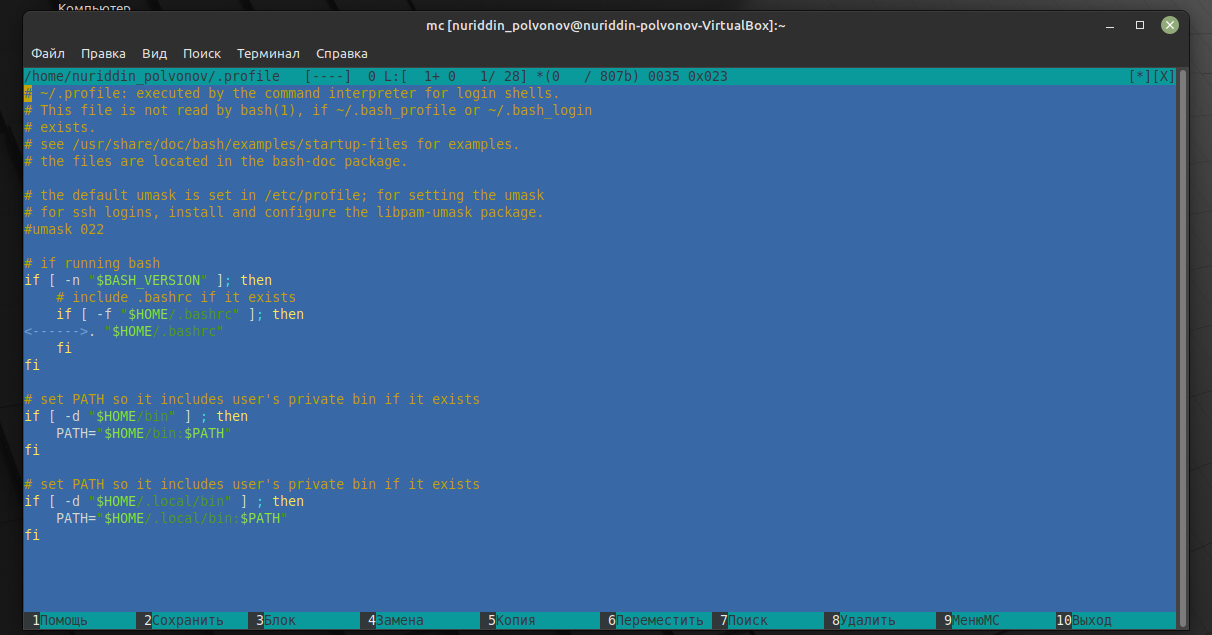 Компьютер
mc [nuriddin_polvonov@nuriddin-polvonov-VirtualBox]:~
Файл Правка Вид Поиск Терминал Справка
/home/nuriddin_polvonov/.profile   [----]  0 L:[  1+ 0   1/ 28] *(0   / 807b) 0035 0x023 [*][X]
# ~/.profile: executed by the command interpreter for login shells.
# This file is not read by bash(1), if ~/.bash_profile or ~/.bash_login
# exists.
# see /usr/share/doc/bash/examples/startup-files for examples.
# the files are located in the bash-doc package.

# the default umask is set in /etc/profile; for setting the umask
# for ssh logins, install and configure the libpam-umask package.
#umask 022

# if running bash
if [ -n "$BASH_VERSION" ]; then
    # include .bashrc if it exists
    if [ -f "$HOME/.bashrc" ]; then
<------>. "$HOME/.bashrc"
    fi
fi

# set PATH so it includes user's private bin if it exists
if [ -d "$HOME/bin" ] ; then
    PATH="$HOME/bin:$PATH"
fi

# set PATH so it includes user's private bin if it exists
if [ -d "$HOME/.local/bin" ] ; then
    PATH="$HOME/.local/bin:$PATH"
fi
1Помощь 2Сохранить 3Блок 4Замена 5Копия 6Переместить 7Поиск 8Удалить 9МенюМС 10Выход